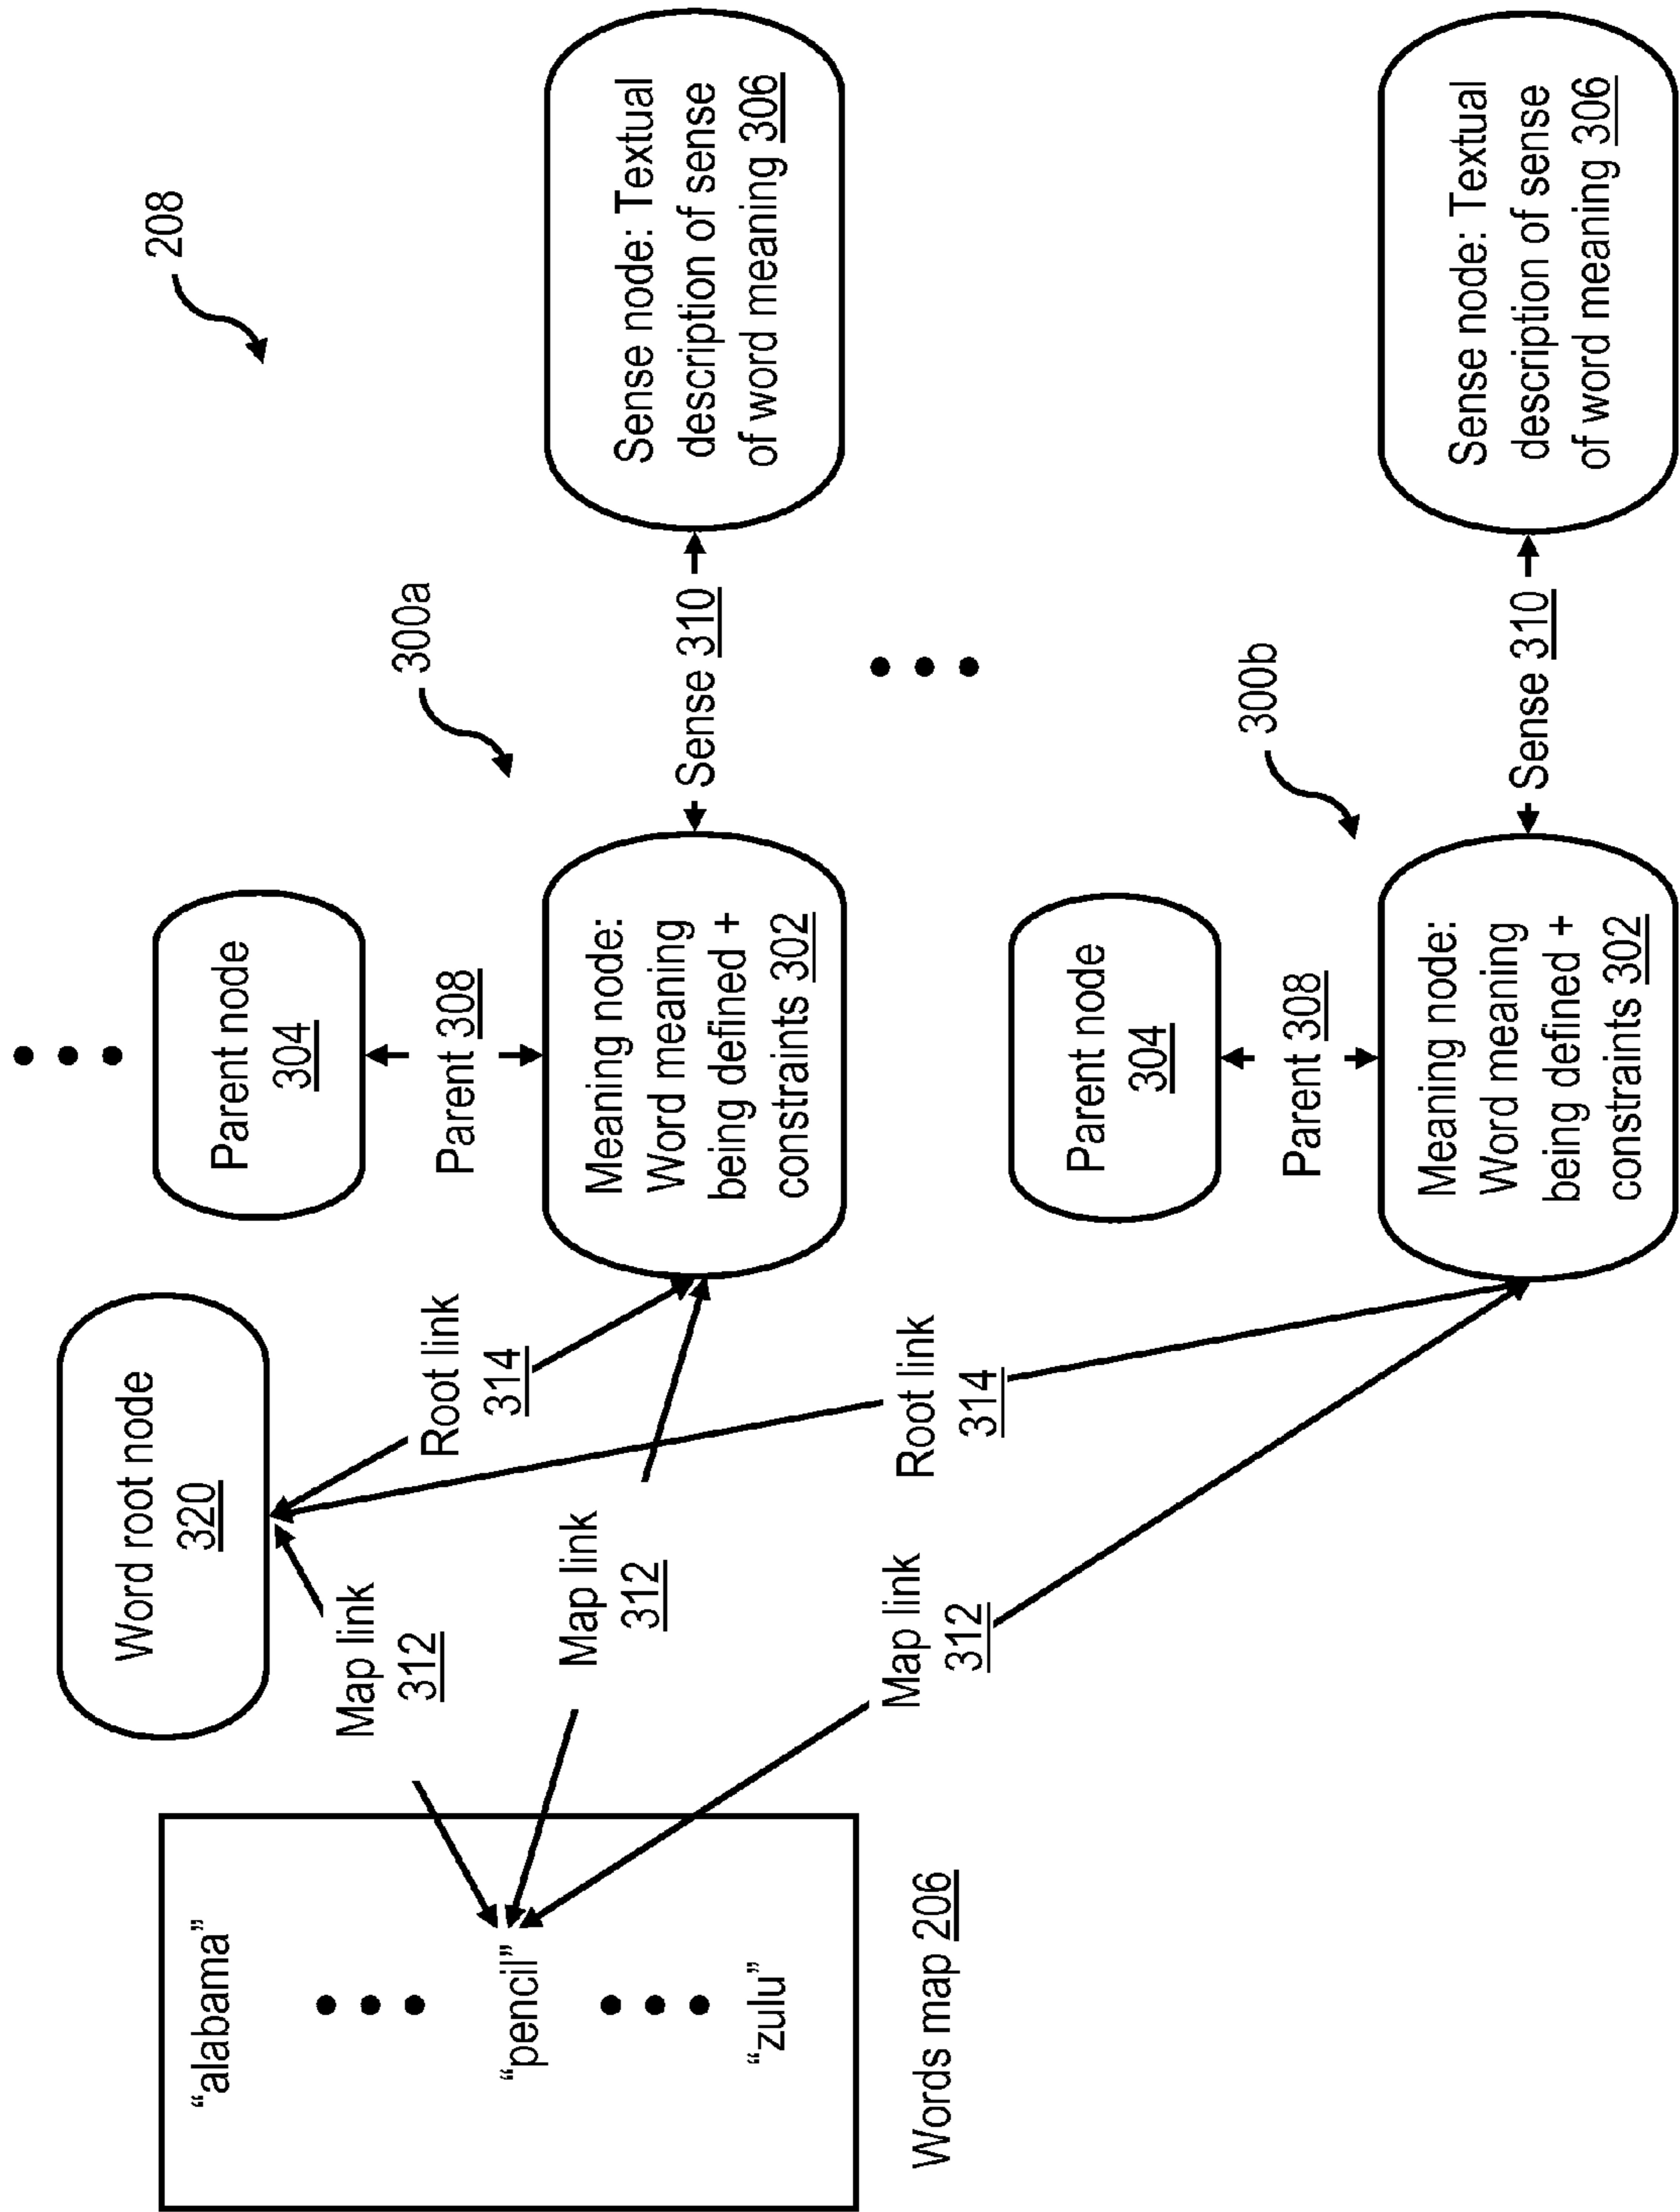 208
Word root node
320
Parent node
304
Map link
312
Root link
314
Parent 308
300a
“alabama”
“pencil”
“zulu”
Words map 206
Map link
312
Meaning node:
Word meaning
being defined +
constraints 302
Sense 310
Sense node: Textual
description of sense
of word meaning 306
Map link
312
Root link
314
Parent node
304
Parent 308
300b
Meaning node:
Word meaning
being defined +
constraints 302
Sense 310
Sense node: Textual
description of sense
of word meaning 306